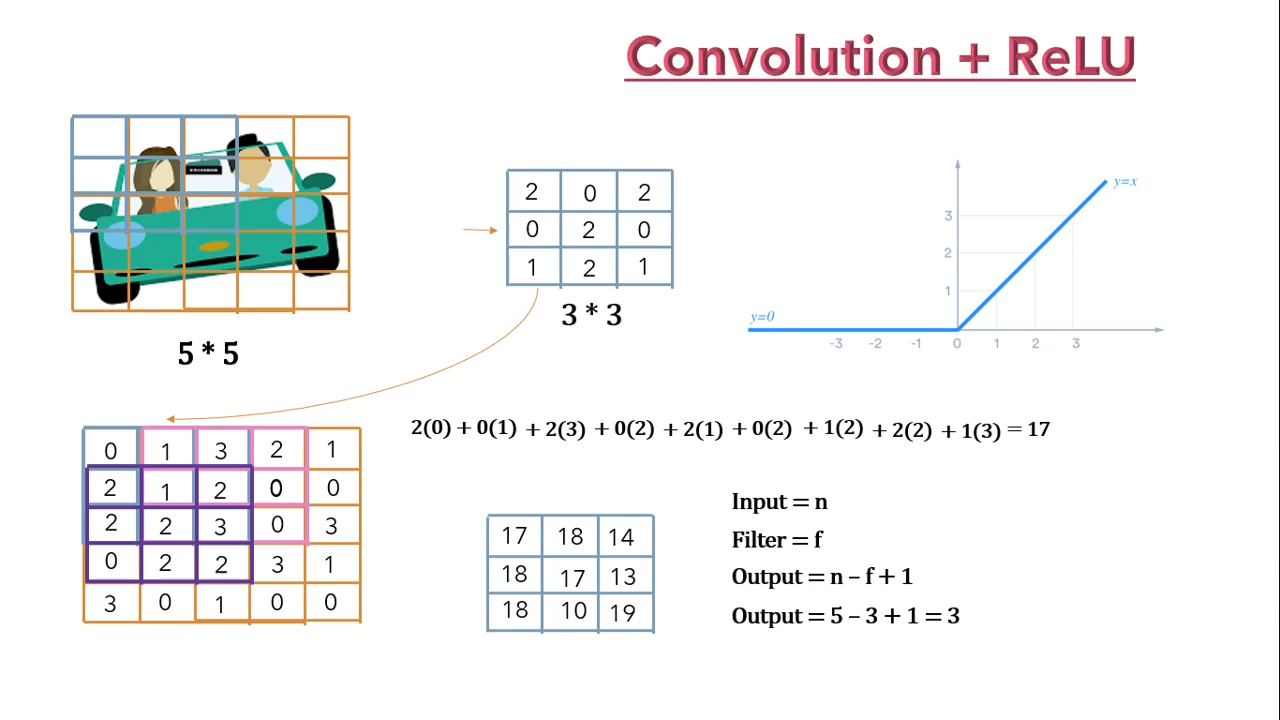 Convolution + ReLU
5 * 5
2 0 2
0 2 0
1 2 1
3 * 3
y=x
3
2
1
y=0
-3 -2 -1 0 1 2 3
2(0) + 0(1) + 2(3) + 0(2) + 2(1) + 0(2) + 1(2) + 2(2) + 1(3) = 17
0 1 3 2 1
2 1 2 0 0
2 2 3 0 3
0 2 2 3 1
3 0 1 0 0
17 18 14
18 17 13
18 10 19
Input = n
Filter = f
Output = n – f + 1
Output = 5 – 3 + 1 = 3